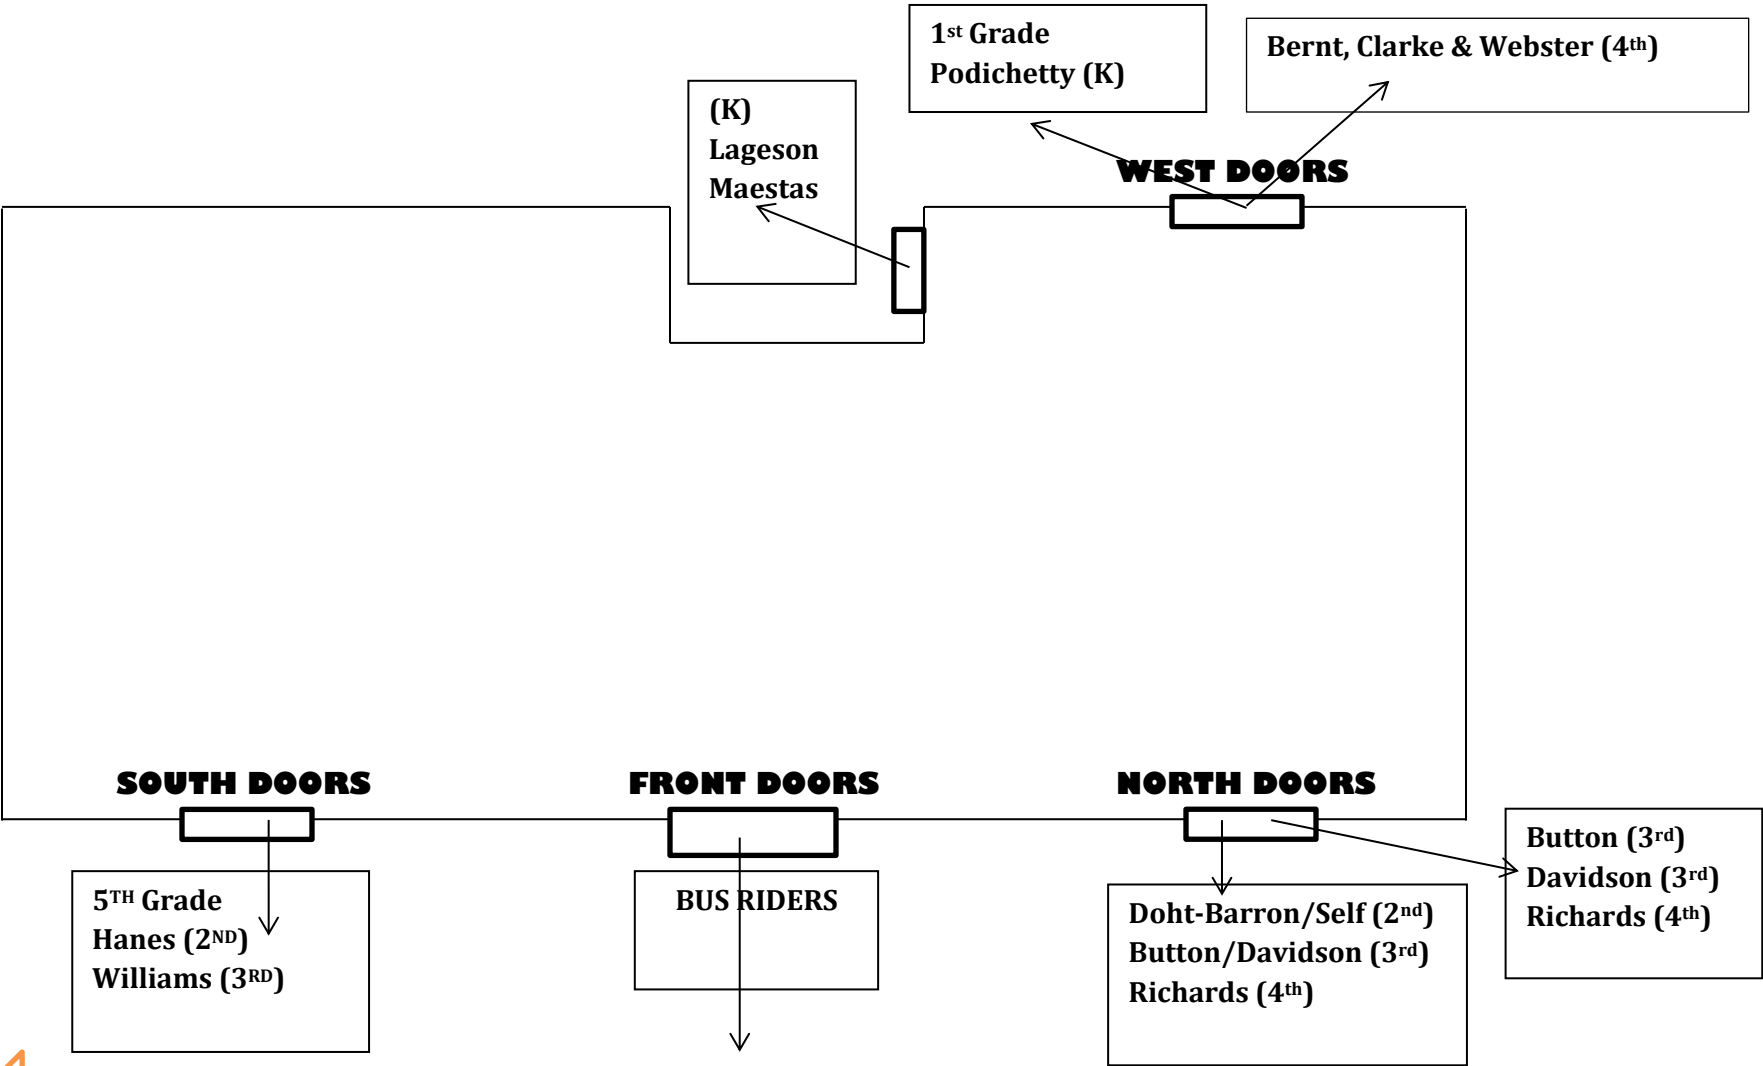 1st Grade
Podichetty (K)
Bernt, Clarke & Webster (4th)
(K)
Lageson
Maestas
WEST DOORS
SOUTH DOORS
FRONT DOORS
NORTH DOORS
5TH Grade
Hanes (2ND)
Williams (3RD)
BUS RIDERS
Doht-Barron/Self (2nd)
Button/Davidson (3rd)
Richards (4th)
Button (3rd)
Davidson (3rd)
Richards (4th)